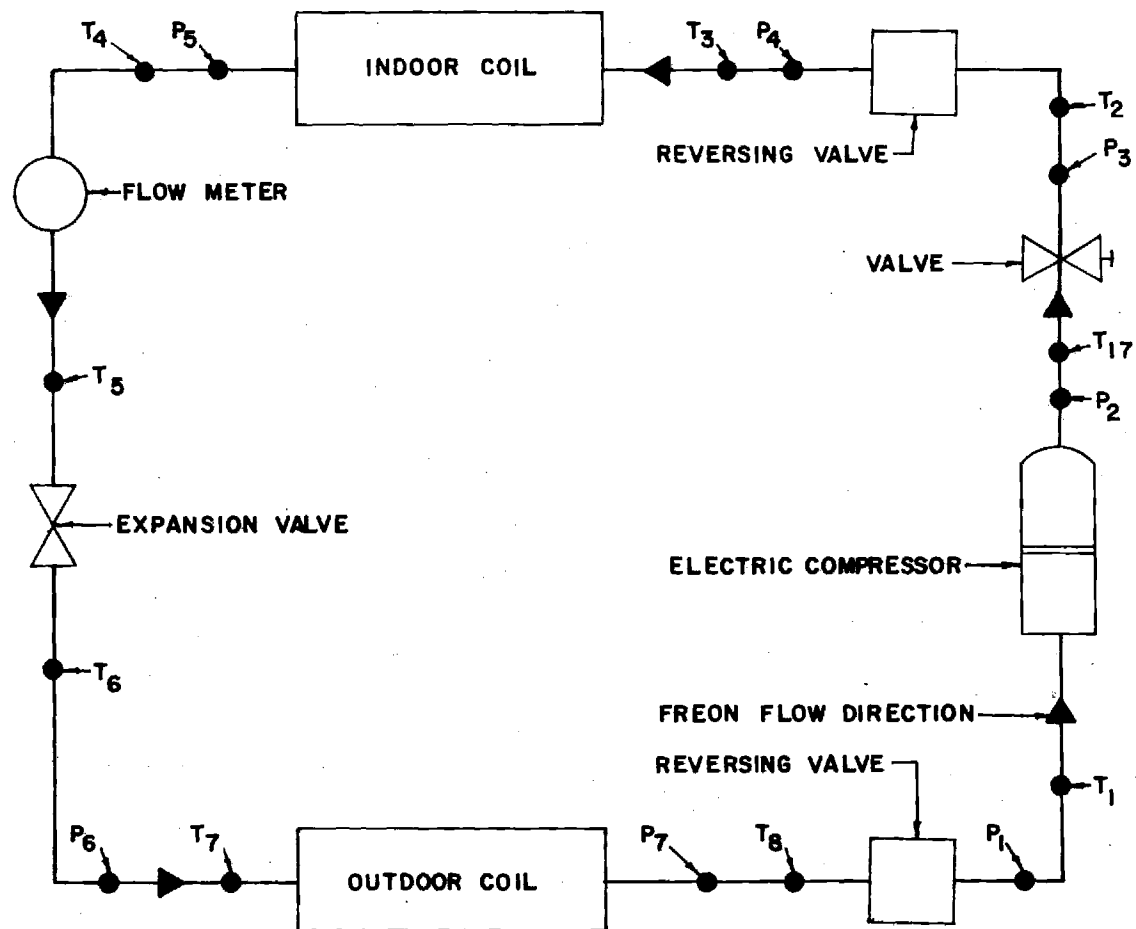 T4
P5
INDOOR COIL
T3
P4
T2
REVERSING VALVE
P3
FLOW METER
VALVE
T17
T5
P2
EXPANSION VALVE
ELECTRIC COMPRESSOR
T6
FREON FLOW DIRECTION
REVERSING VALVE
T1
P6
T7
OUTDOOR COIL
P7
T8
P1